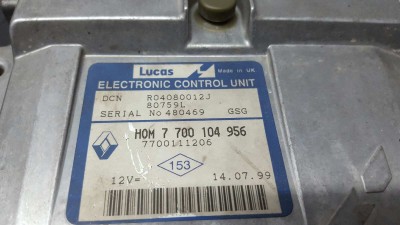 Lucas
Made in UK
ELECTRONIC CONTROL UNIT
DCN R04080012J
80759L
SERIAL No 480469 GSG
HOM 7 700 104 956
7700111206
153
12V= 14.07.99